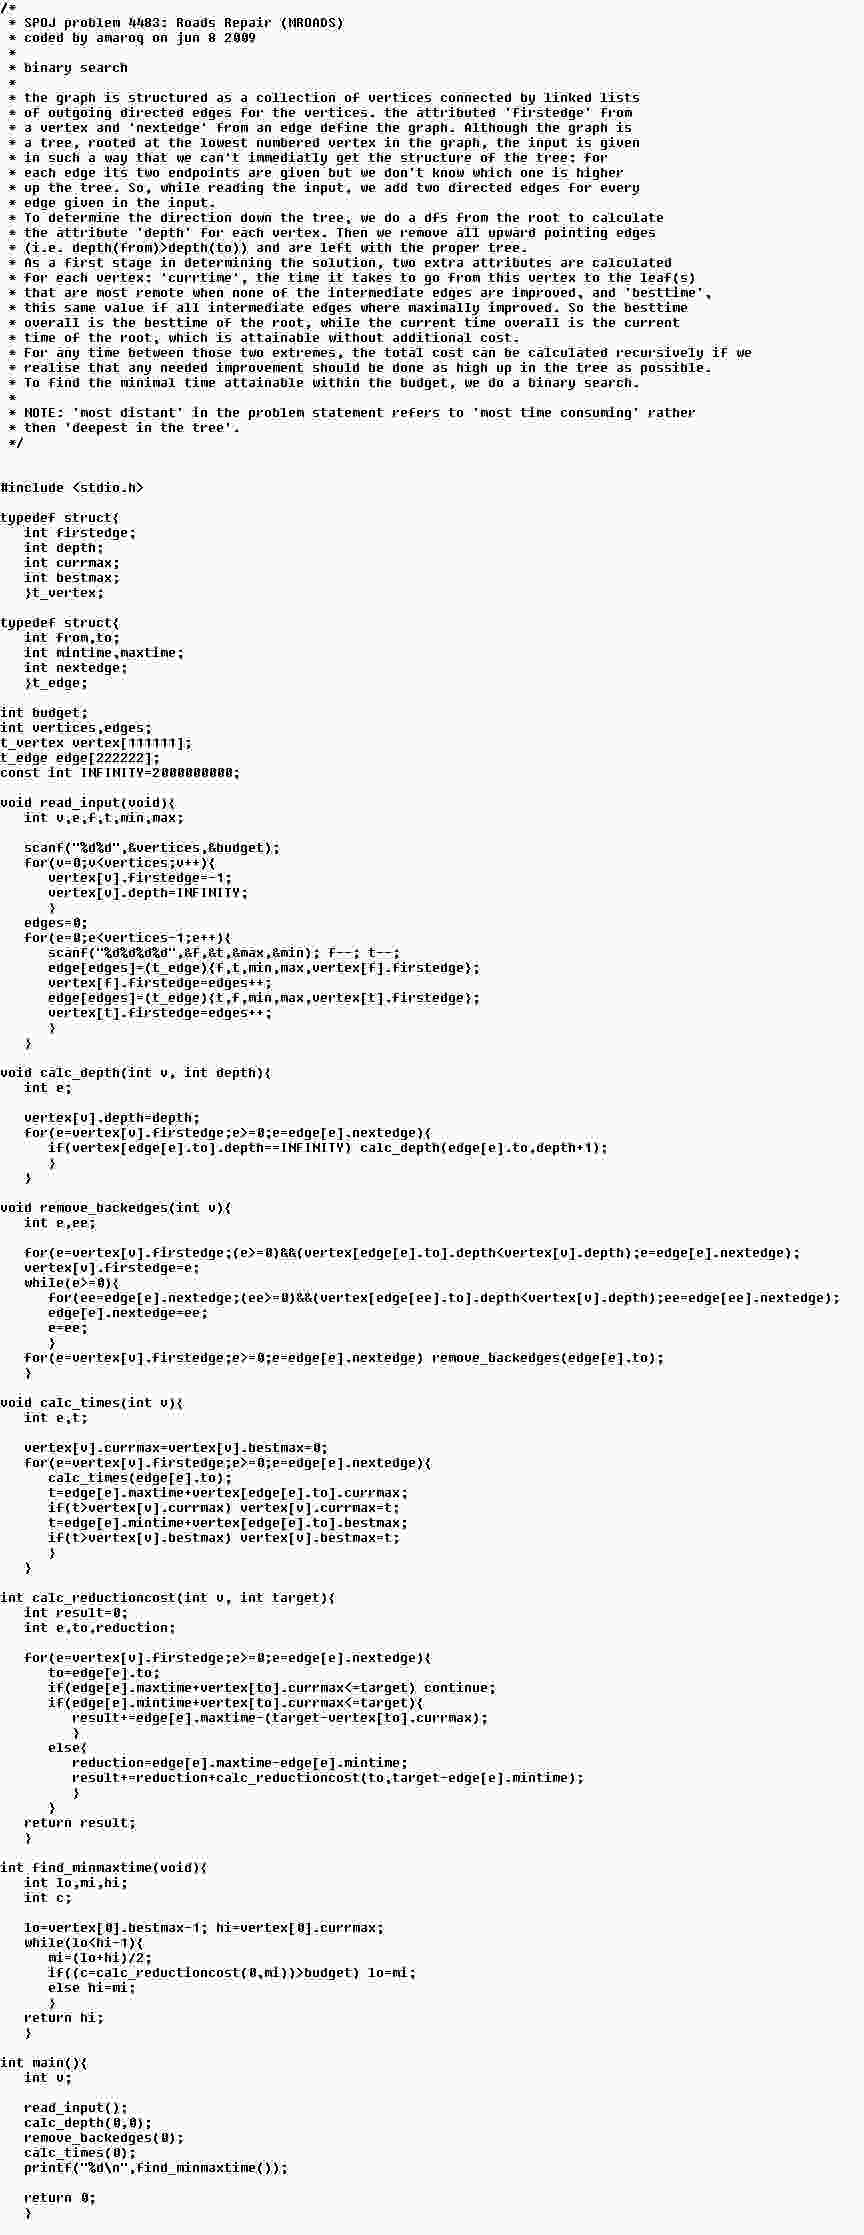 /*
 * SPOJ problem 4483: Roads Repair (MROADS)
 * coded by amaroq on jun 8 2009
 *
 * binary search
 *
 * the graph is structured as a collection of vertices connected by linked lists
 * of outgoing directed edges for the vertices. the attributed 'firstedge' from
 * a vertex and 'nextedge' from an edge define the graph. Although the graph is
 * a tree, rooted at the lowest numbered vertex in the graph, the input is given
 * in such a way that we can't immediatly get the structure of the tree: for
 * each edge its two endpoints are given but we don't know which one is higher
 * up the tree. So, while reading the input, we add two directed edges for every
 * edge given in the input.
 * To determine the direction down the tree, we do a dfs from the root to calculate
 * the attribute 'depth' for each vertex. Then we remove all upward pointing edges
 * (i.e. depth(from)>depth(to)) and are left with the proper tree.
 * As a first stage in determining the solution, two extra attributes are calculated
 * for each vertex: 'currtime', the time it takes to go from this vertex to the leaf(s)
 * that are most remote when none of the intermediate edges are improved, and 'besttime',
 * this same value if all intermediate edges where maximally improved. So the besttime
 * overall is the besttime of the root, while the current time overall is the current
 * time of the root, which is attainable without additional cost.
 * For any time between those two extremes, the total cost can be calculated recursively if we
 * realise that any needed improvement should be done as high up in the tree as possible.
 * To find the minimal time attainable within the budget, we do a binary search.
 *
 * NOTE: 'most distant' in the problem statement refers to 'most time consuming' rather
 * then 'deepest in the tree'.
 */

#include <stdio.h>

typedef struct{
   int firstedge;
   int depth;
   int currmax;
   int bestmax;
   }t_vertex;

typedef struct{
   int from,to;
   int mintime,maxtime;
   int nextedge;
   }t_edge;

int budget;
int vertices,edges;
t_vertex vertex[111111];
t_edge edge[222222];
const int INFINITY=2000000000;

void read_input(void){
   int v,e,f,t,min,max;

   scanf("%d%d",&vertices,&budget);
   for(v=0;v<vertices;v++){
      vertex[v].firstedge=-1;
      vertex[v].depth=INFINITY;
      }
   edges=0;
   for(e=0;e<vertices-1;e++){
      scanf("%d%d%d%d",&f,&t,&max,&min); f--; t--;
      edge[edges]=(t_edge){f,t,min,max,vertex[f].firstedge};
      vertex[f].firstedge=edges++;
      edge[edges]=(t_edge){t,f,min,max,vertex[t].firstedge};
      vertex[t].firstedge=edges++;
      }
   }

void calc_depth(int v, int depth){
   int e;

   vertex[v].depth=depth;
   for(e=vertex[v].firstedge;e>=0;e=edge[e].nextedge){
      if(vertex[edge[e].to].depth==INFINITY) calc_depth(edge[e].to,depth+1);
      }
   }

void remove_backedges(int v){
   int e,ee;

   for(e=vertex[v].firstedge;(e>=0)&&(vertex[edge[e].to].depth<vertex[v].depth);e=edge[e].nextedge);
   vertex[v].firstedge=e;
   while(e>=0){
      for(ee=edge[e].nextedge;(ee>=0)&&(vertex[edge[ee].to].depth<vertex[v].depth);ee=edge[ee].nextedge);
      edge[e].nextedge=ee;
      e=ee;
      }
   for(e=vertex[v].firstedge;e>=0;e=edge[e].nextedge) remove_backedges(edge[e].to);
   }

void calc_times(int v){
   int e,t;

   vertex[v].currmax=vertex[v].bestmax=0;
   for(e=vertex[v].firstedge;e>=0;e=edge[e].nextedge){
      calc_times(edge[e].to);
      t=edge[e].maxtime+vertex[edge[e].to].currmax;
      if(t>vertex[v].currmax) vertex[v].currmax=t;
      t=edge[e].mintime+vertex[edge[e].to].bestmax;
      if(t>vertex[v].bestmax) vertex[v].bestmax=t;
      }
   }

int calc_reductioncost(int v, int target){
   int result=0;
   int e,to,reduction;

   for(e=vertex[v].firstedge;e>=0;e=edge[e].nextedge){
      to=edge[e].to;
      if(edge[e].maxtime+vertex[to].currmax<=target) continue;
      if(edge[e].mintime+vertex[to].currmax<=target){
         result+=edge[e].maxtime-(target-vertex[to].currmax);
         }
      else{
         reduction=edge[e].maxtime-edge[e].mintime;
         result+=reduction+calc_reductioncost(to,target-edge[e].mintime);
         }
      }
   return result;
   }

int find_minmaxtime(void){
   int lo,mi,hi;
   int c;

   lo=vertex[0].bestmax-1; hi=vertex[0].currmax;
   while(lo<hi-1){
      mi=(lo+hi)/2;
      if((c=calc_reductioncost(0,mi))>budget) lo=mi;
      else hi=mi;
      }
   return hi;
   }

int main(){
   int v;

   read_input();
   calc_depth(0,0);
   remove_backedges(0);
   calc_times(0);
   printf("%d\n",find_minmaxtime());

   return 0;
   }